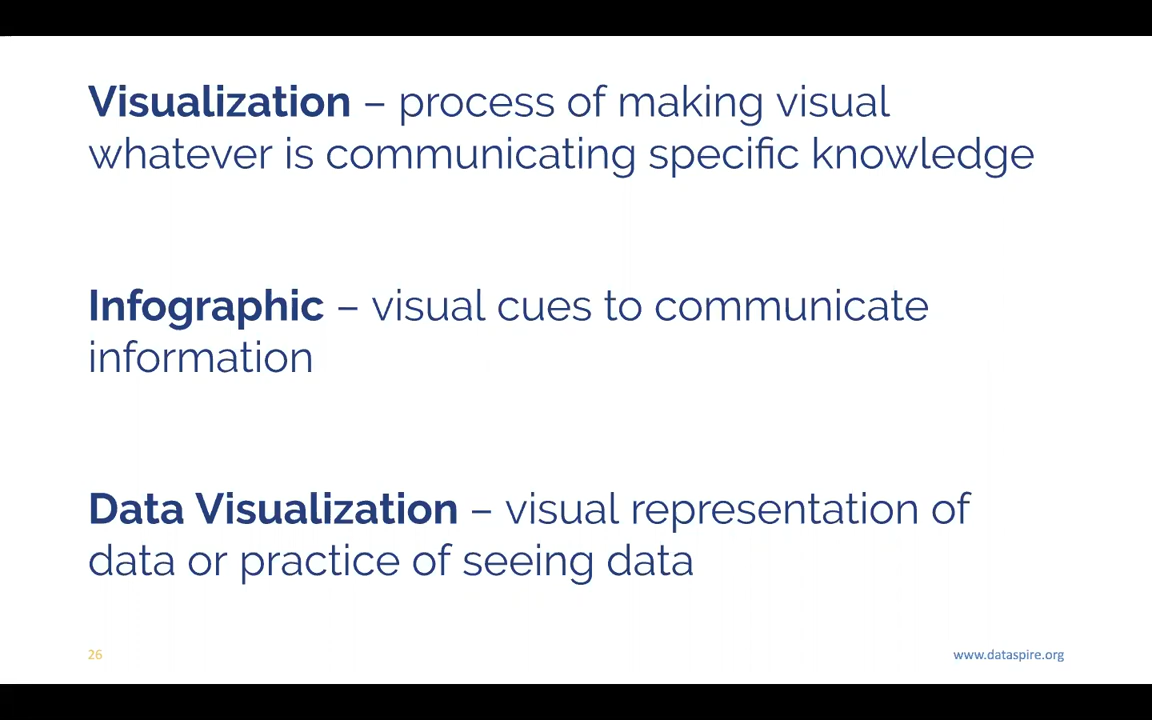 Visualization – process of making visual
whatever is communicating specific knowledge
Infographic – visual cues to communicate
information
Data Visualization – visual representation of
data or practice of seeing data
26
www.dataspire.org